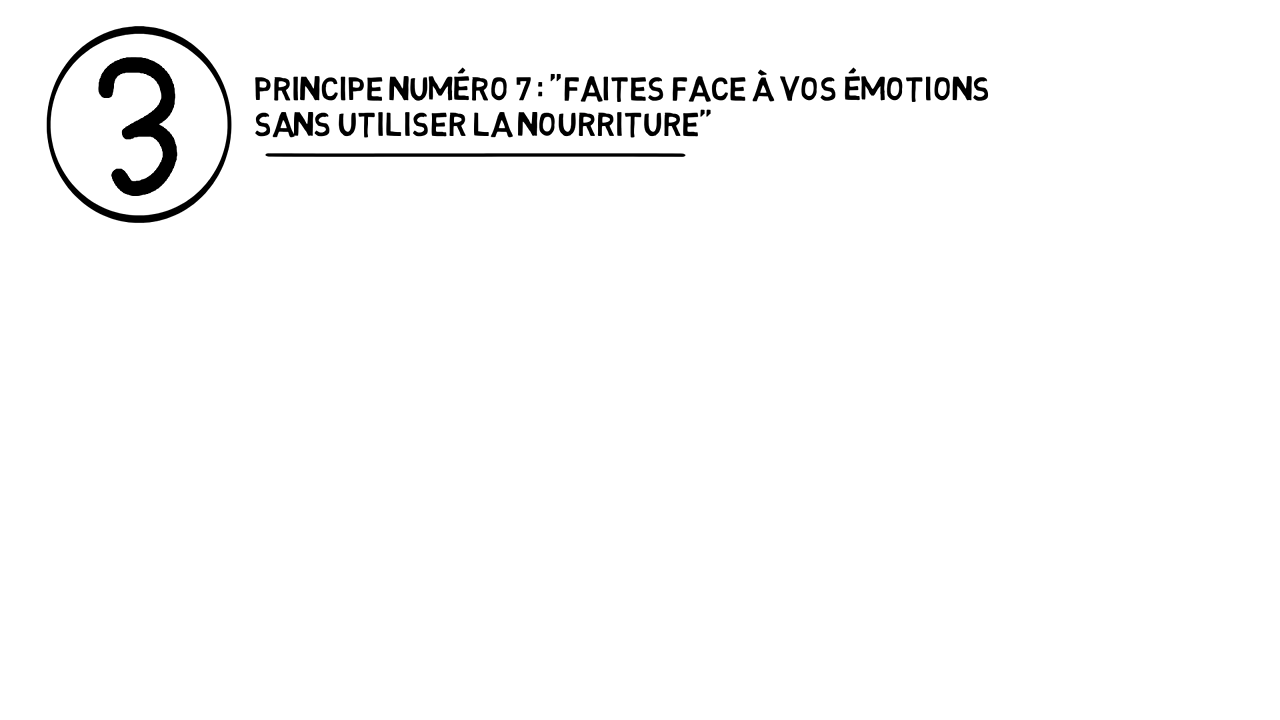 3
PRINCIPE NUMÉRO 7 : "FAITES FACE À VOS ÉMOTIONS
SANS UTILISER LA NOURRITURE"